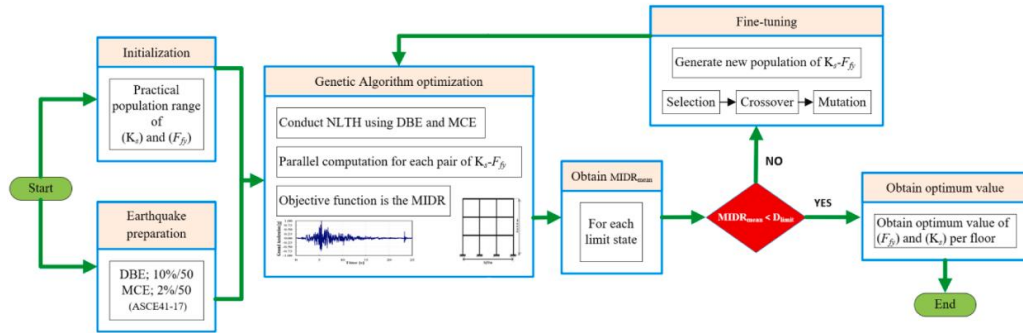 Start
Initialization
Practical
population range
of
(Ks) and (Ffy)
Earthquake
preparation
DBE; 10%/50
MCE; 2%/50
(ASCE41-17)
Genetic Algorithm optimization
Conduct NLTH using DBE and MCE
Parallel computation for each pair of Ks-Ffy
Objective function is the MIDR
Time [s]
Obtain MIDRmean
For each
limit state
MIDRmean < Dlimit
NO
YES
Fine-tuning
Generate new population of Ks-Ffy
Selection
Crossover
Mutation
Obtain optimum value
Obtain optimum value of
(Ffy) and (Ks) per floor
End